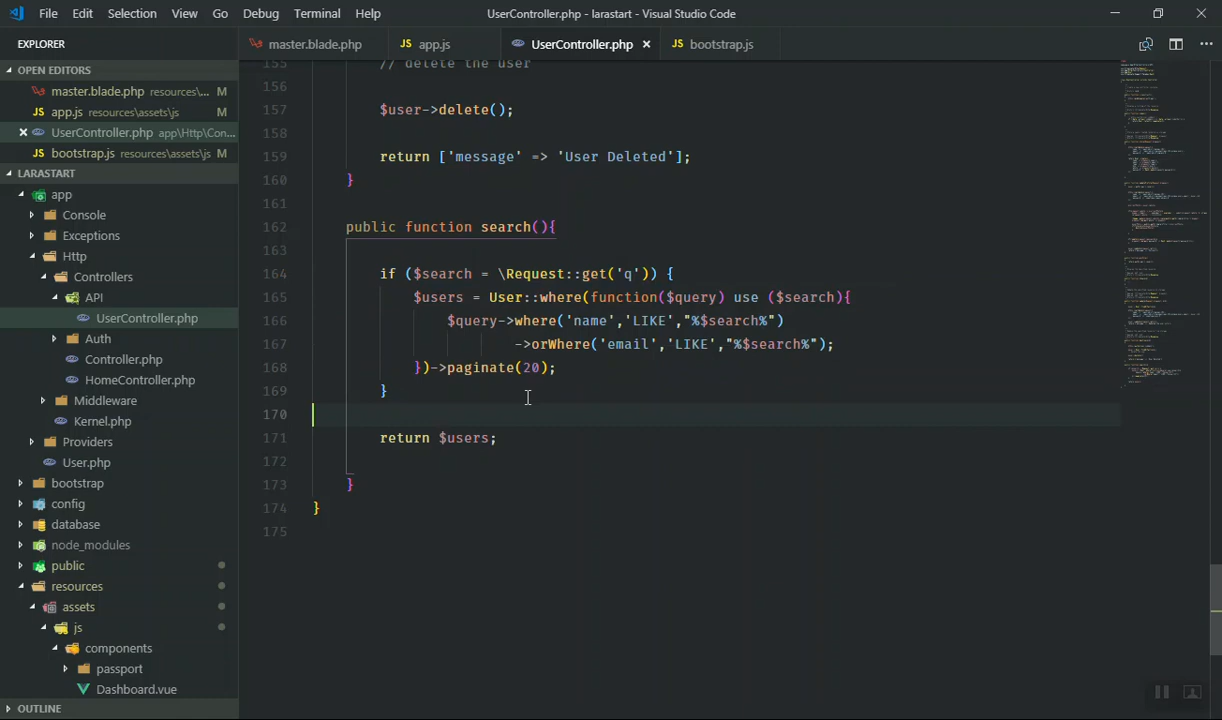 File Edit Selection View Go Debug Terminal Help UserController.php - larastart - Visual Studio Code
EXPLORER
master.blade.php
JS app.js
UserController.php ×
JS bootstrap.js
OPEN EDITORS
master.blade.php resources\... M
JS app.js resources\assets\js M
UserController.php app\Http\Con...
JS bootstrap.js resources\assets\js M
LARASTART
app
Console
Exceptions
Http
Controllers
API
UserController.php
Auth
Controller.php
HomeController.php
Middleware
Kernel.php
Providers
User.php
bootstrap
config
database
node_modules
public
resources
assets
js
components
passport
Dashboard.vue
OUTLINE
155 // delete the user
156
157 $user->delete();
158
159 return ['message' => 'User Deleted'];
160 }
161
162 public function search(){
163
164 if ($search = \Request::get('q')) {
165 $users = User::where(function($query) use ($search){
166 $query->where('name','LIKE',"%$search%")
167 ->orWhere('email','LIKE',"%$search%");
168 })->paginate(20);
169 }
170
171 return $users;
172
173 }
174 }
175